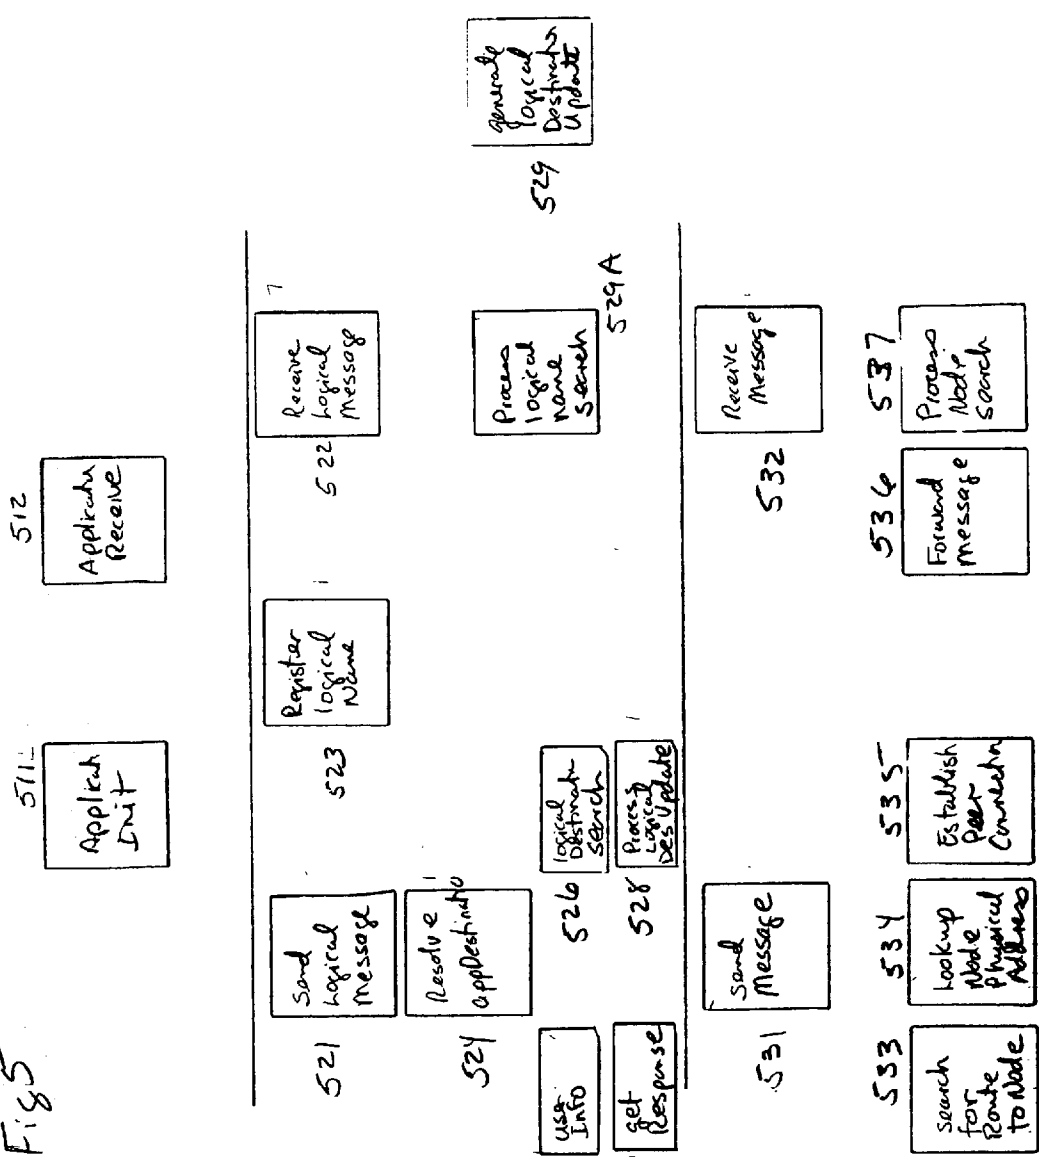 Fig 5
511
Applicatn
Init
512
Applicatn
Receive
521
Send
Logical
Message
523
Register
logical
Name
522
Receive
Logical
Message
524
Resolve
appDestinatio
User
Info
get
Response
526
logical
Destinatn
search
528
Process
Logical
Des Update
Process
logical
name
search
529A
529
generate
logical
Destination
Update
531
send
Message
532
Receive
Message
533
search
for
Route
to Node
534
Lookup
Node
Physical
Address
535
Establish
Peer
Connection
536
Forward
message
537
Process
Node
search